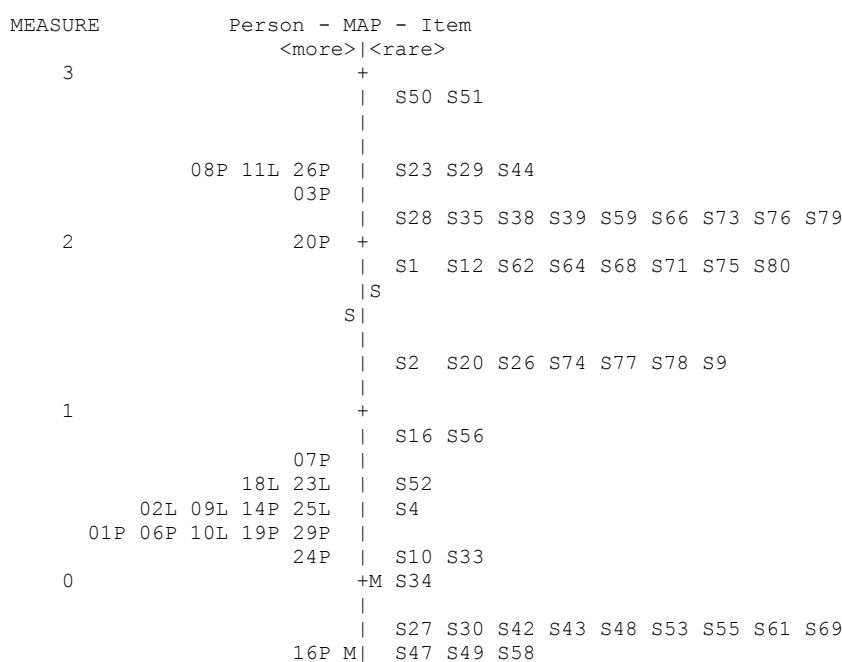 MEASURE Person - MAP - Item
<more>|<rare>
3 +
| S50 S51
|
|
08P 11L 26P | S23 S29 S44
03P |
| S28 S35 S38 S39 S59 S66 S73 S76 S79
2 20P +
| S1 S12 S62 S64 S68 S71 S75 S80
|S
S|
|
| S2 S20 S26 S74 S77 S78 S9
|
1 +
| S16 S56
07P |
18L 23L | S52
02L 09L 14P 25L | S4
01P 06P 10L 19P 29P |
24P | S10 S33
0 +M S34
|
| S27 S30 S42 S43 S48 S53 S55 S61 S69
16P M| S47 S49 S58